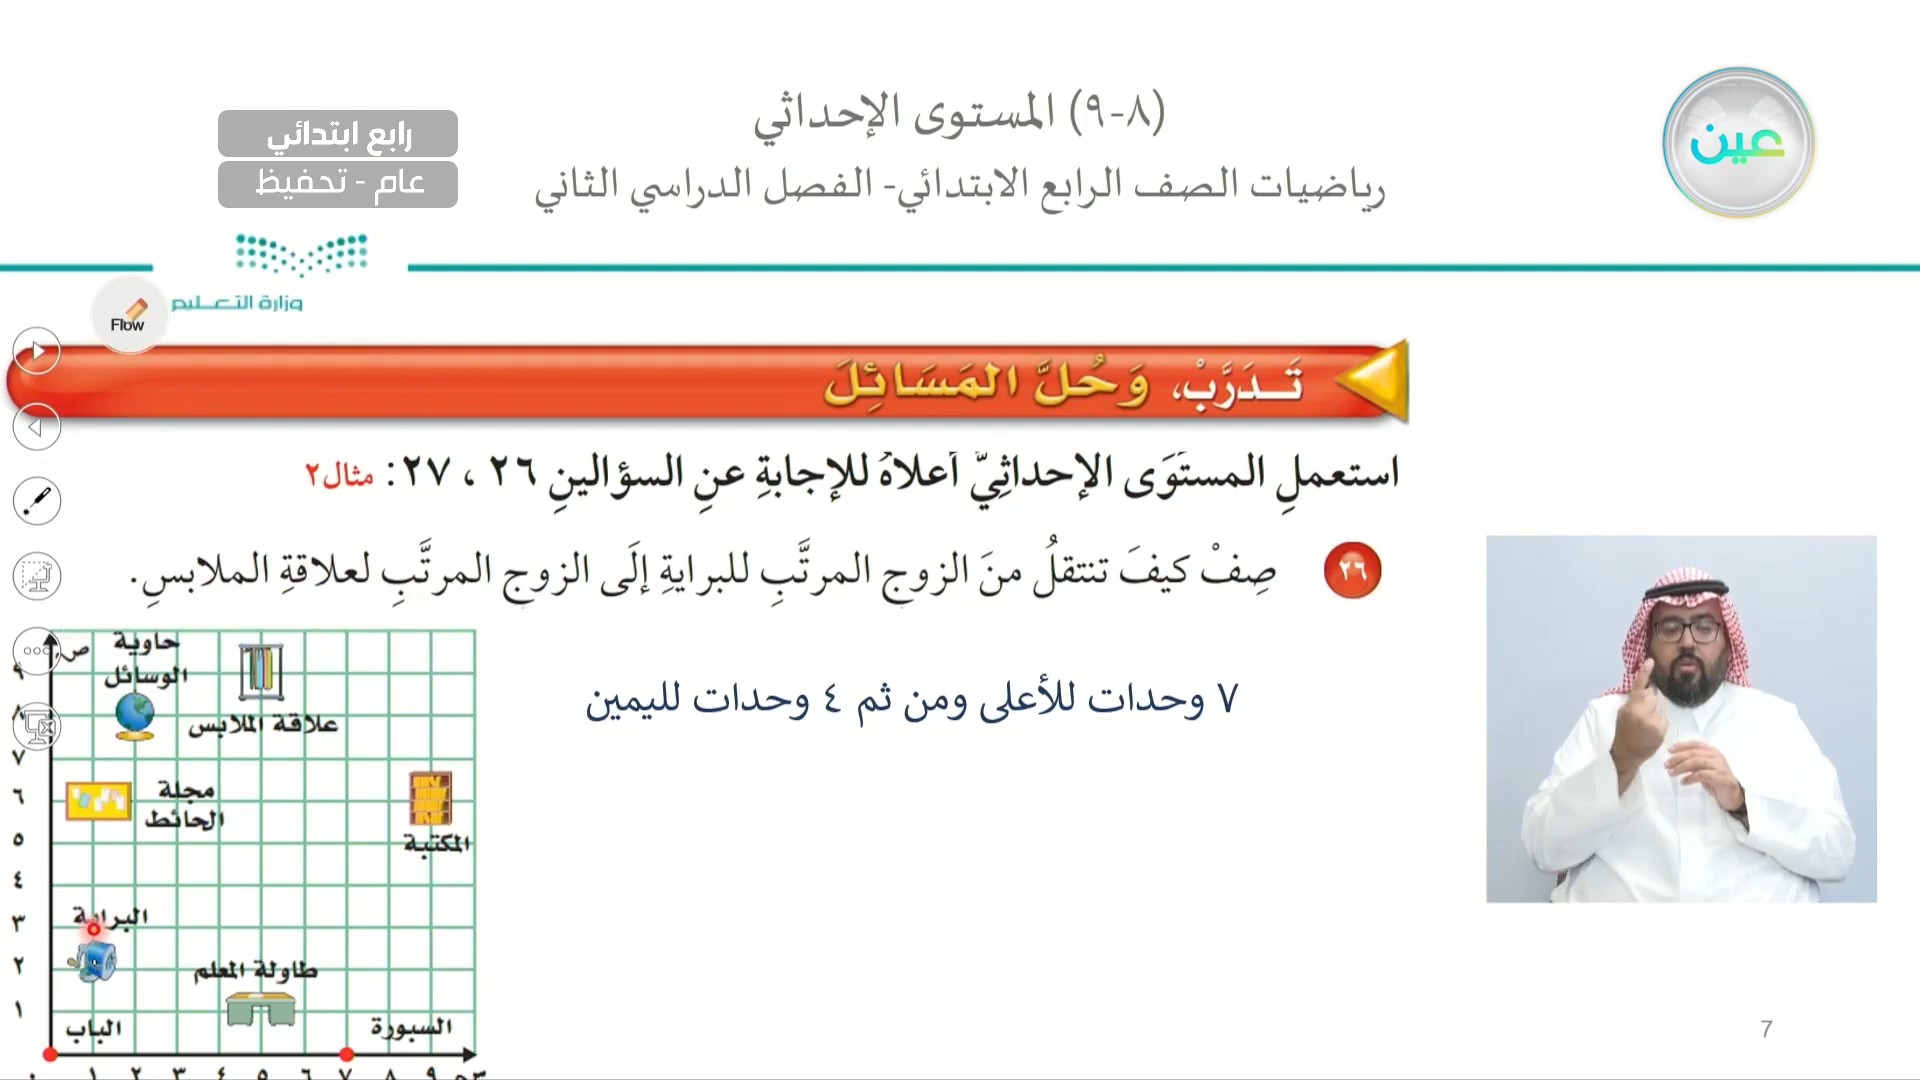 (٨-٩) المستوى الإحداثي
رياضيات الصف الرابع الابتدائي- الفصل الدراسي الثاني
رابع ابتدائي
عام - تحفيظ
عين
وزارة التعليم
Flow
تَدَرَّبْ، وَحُلَّ المَسَائِلَ
استعملِ المستَوَى الإحداثِيَّ أعلاهُ للإجابةِ عنِ السؤالينِ ٢٦ ، ٢٧ : مثال٢
٢٦ صِفْ كيفَ تنتقلُ منَ الزوجِ المرتَّبِ للبرايةِ إلَى الزوجِ المرتَّبِ لعلاقةِ الملابسِ.
٧ وحدات للأعلى ومن ثم ٤ وحدات لليمين
ص
حاوية
الوسائل
علاقة الملابس
مجلة
الحائط
المكتبة
البراية
طاولة المعلم
الباب
السبورة
٩
٨
٧
٦
٥
٤
٣
٢
١
٠ ١ ٢ ٣ ٤ ٥ ٦ ٧ ٨ ٩ س
7